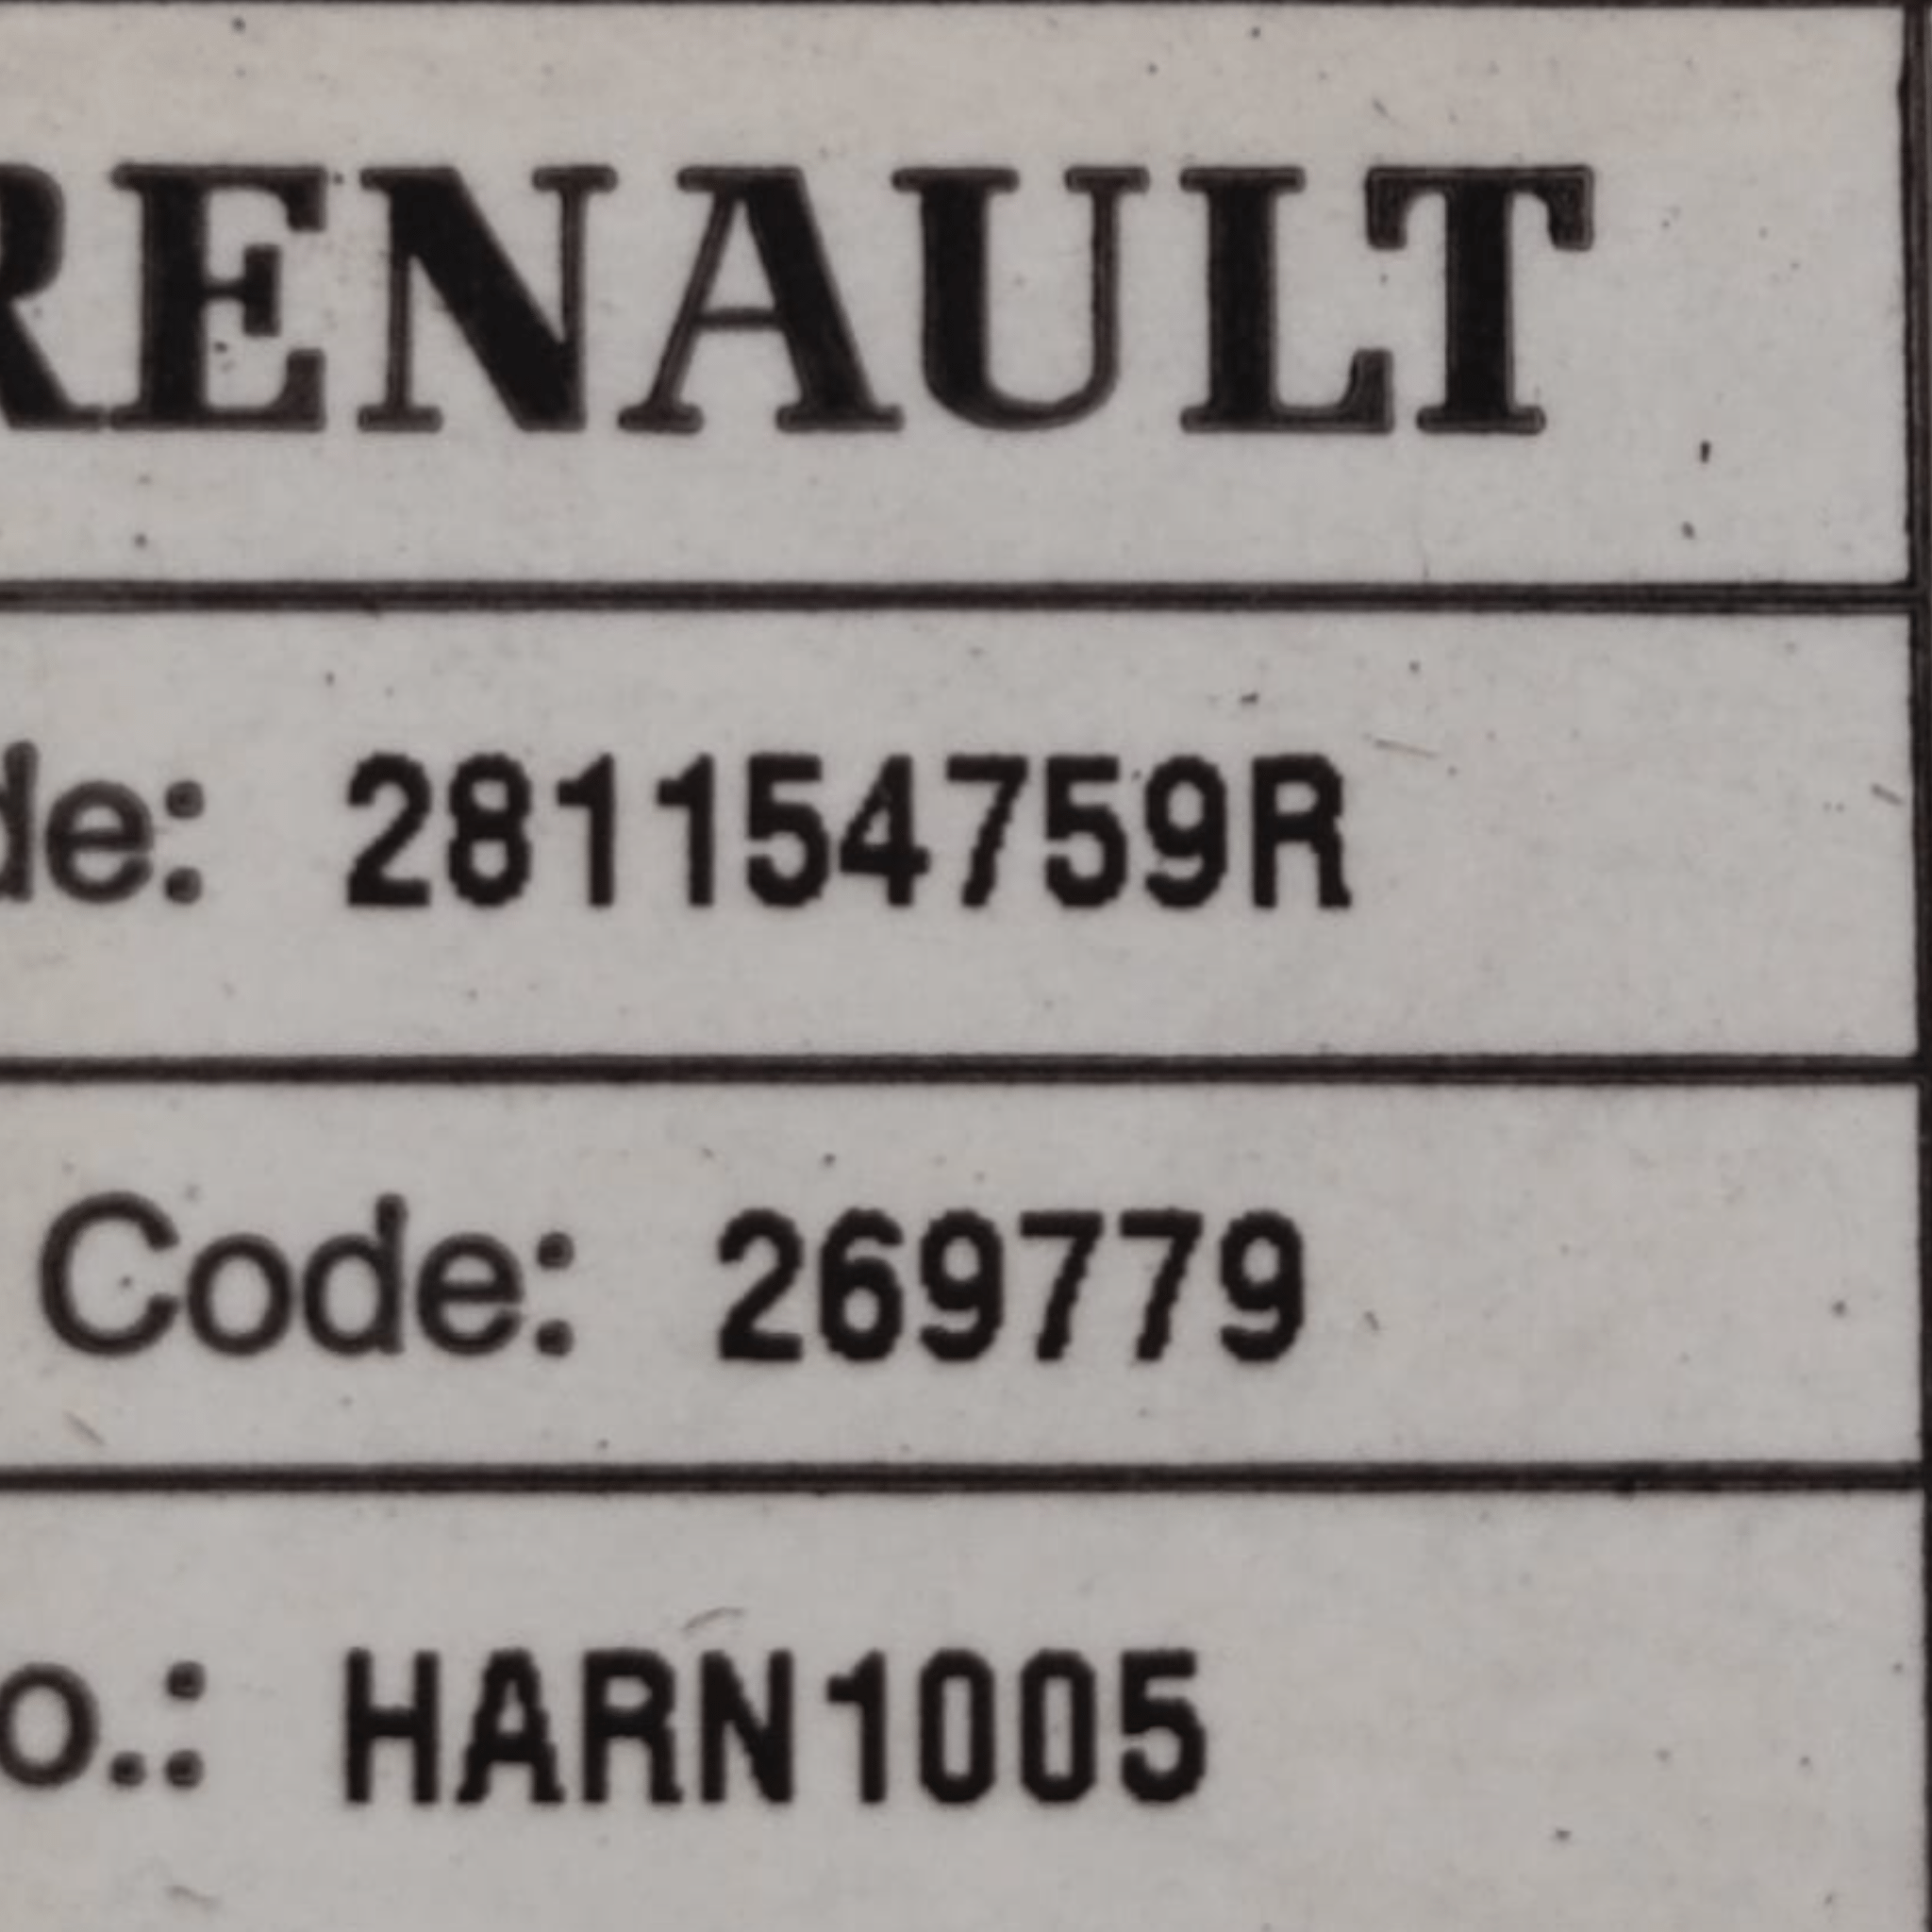 RENAULT
de: 281154759R
Code: 269779
o.: HARN1005